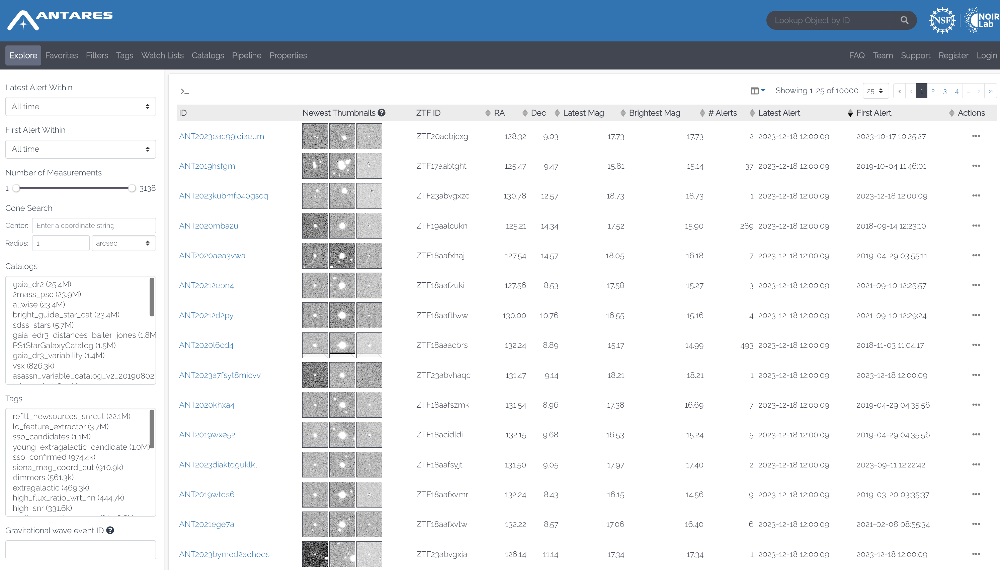 ANTARES
Lookup Object by ID
NSF
NOIR
Lab
Explore Favorites Filters Tags Watch Lists Catalogs Pipeline Properties FAQ Team Support Register Login
Latest Alert Within
All time
First Alert Within
All time
Number of Measurements
1 3138
Cone Search
Center: Enter a coordinate string
Radius: 1 arcsec
Catalogs
gaia_dr2 (25.4M)
2mass_psc (23.9M)
allwise (23.4M)
bright_guide_star_cat (23.4M)
sdss_stars (5.7M)
gaia_edr3_distances_bailer_jones (1.8M
PS1StarGalaxyCatalog (1.5M)
gaia_dr3_variability (1.4M)
vsx (826.3k)
asassn_variable_catalog_v2_20190802
Tags
refitt_newsources_snrcut (22.1M)
lc_feature_extractor (3.7M)
sso_candidates (1.1M)
young_extragalactic_candidate (1.0M)
sso_confirmed (974.4k)
siena_mag_coord_cut (910.9k)
dimmers (561.3k)
extragalactic (469.3k)
high_flux_ratio_wrt_nn (444.7k)
high_snr (331.6k)
Gravitational wave event ID ?
>_ Showing 1-25 of 10000 25 « ‹ 1 2 3 4 … › »
ID Newest Thumbnails ? ZTF ID RA Dec Latest Mag Brightest Mag # Alerts Latest Alert First Alert Actions
ANT2023eac99joiaeum ZTF20acbjcxg 128.32 9.03 17.73 17.73 2 2023-12-18 12:00:09 2023-10-17 10:25:27 •••
ANT2019hsfgm ZTF17aabtght 125.47 9.47 15.81 15.14 37 2023-12-18 12:00:09 2019-10-04 11:46:01 •••
ANT2023kubmfp40gscq ZTF23abvgxzc 130.78 12.57 18.73 18.73 1 2023-12-18 12:00:09 2023-12-18 12:00:09 •••
ANT2020mba2u ZTF19aalcukn 125.21 14.34 17.52 15.90 289 2023-12-18 12:00:09 2018-09-14 12:23:10 •••
ANT2020aea3vwa ZTF18aafxhaj 127.54 14.57 18.05 16.18 7 2023-12-18 12:00:09 2019-04-29 03:55:11 •••
ANT20212ebn4 ZTF18aafzuki 127.56 8.53 17.58 15.27 3 2023-12-18 12:00:09 2021-09-10 12:25:57 •••
ANT20212d2py ZTF18aafttww 130.00 10.76 16.55 15.16 4 2023-12-18 12:00:09 2021-09-10 12:29:24 •••
ANT2020l6cd4 ZTF18aaacbrs 132.24 8.89 15.17 14.99 493 2023-12-18 12:00:09 2018-11-03 11:04:17 •••
ANT2023a7fsyt8mjcvv ZTF23abvhaqc 131.47 9.14 18.21 18.21 1 2023-12-18 12:00:09 2023-12-18 12:00:09 •••
ANT2020khxa4 ZTF18aafszmk 131.54 8.96 17.38 16.69 7 2023-12-18 12:00:09 2019-04-29 04:35:56 •••
ANT2019wxe52 ZTF18acidldi 132.15 9.68 16.53 15.24 5 2023-12-18 12:00:09 2019-04-29 04:35:56 •••
ANT2023diaktdguklkl ZTF18aafsyjt 131.50 9.05 17.97 17.40 2 2023-12-18 12:00:09 2023-09-11 12:22:42 •••
ANT2019wtds6 ZTF18aafxvmr 132.24 8.43 16.15 14.56 9 2023-12-18 12:00:09 2019-03-20 03:35:37 •••
ANT2021ege7a ZTF18aafxvtw 132.22 8.57 17.06 16.40 6 2023-12-18 12:00:09 2021-02-08 08:55:34 •••
ANT2023bymed2aeheqs ZTF23abvgxja 126.14 11.14 17.34 17.34 1 2023-12-18 12:00:09 2023-12-18 12:00:09 •••